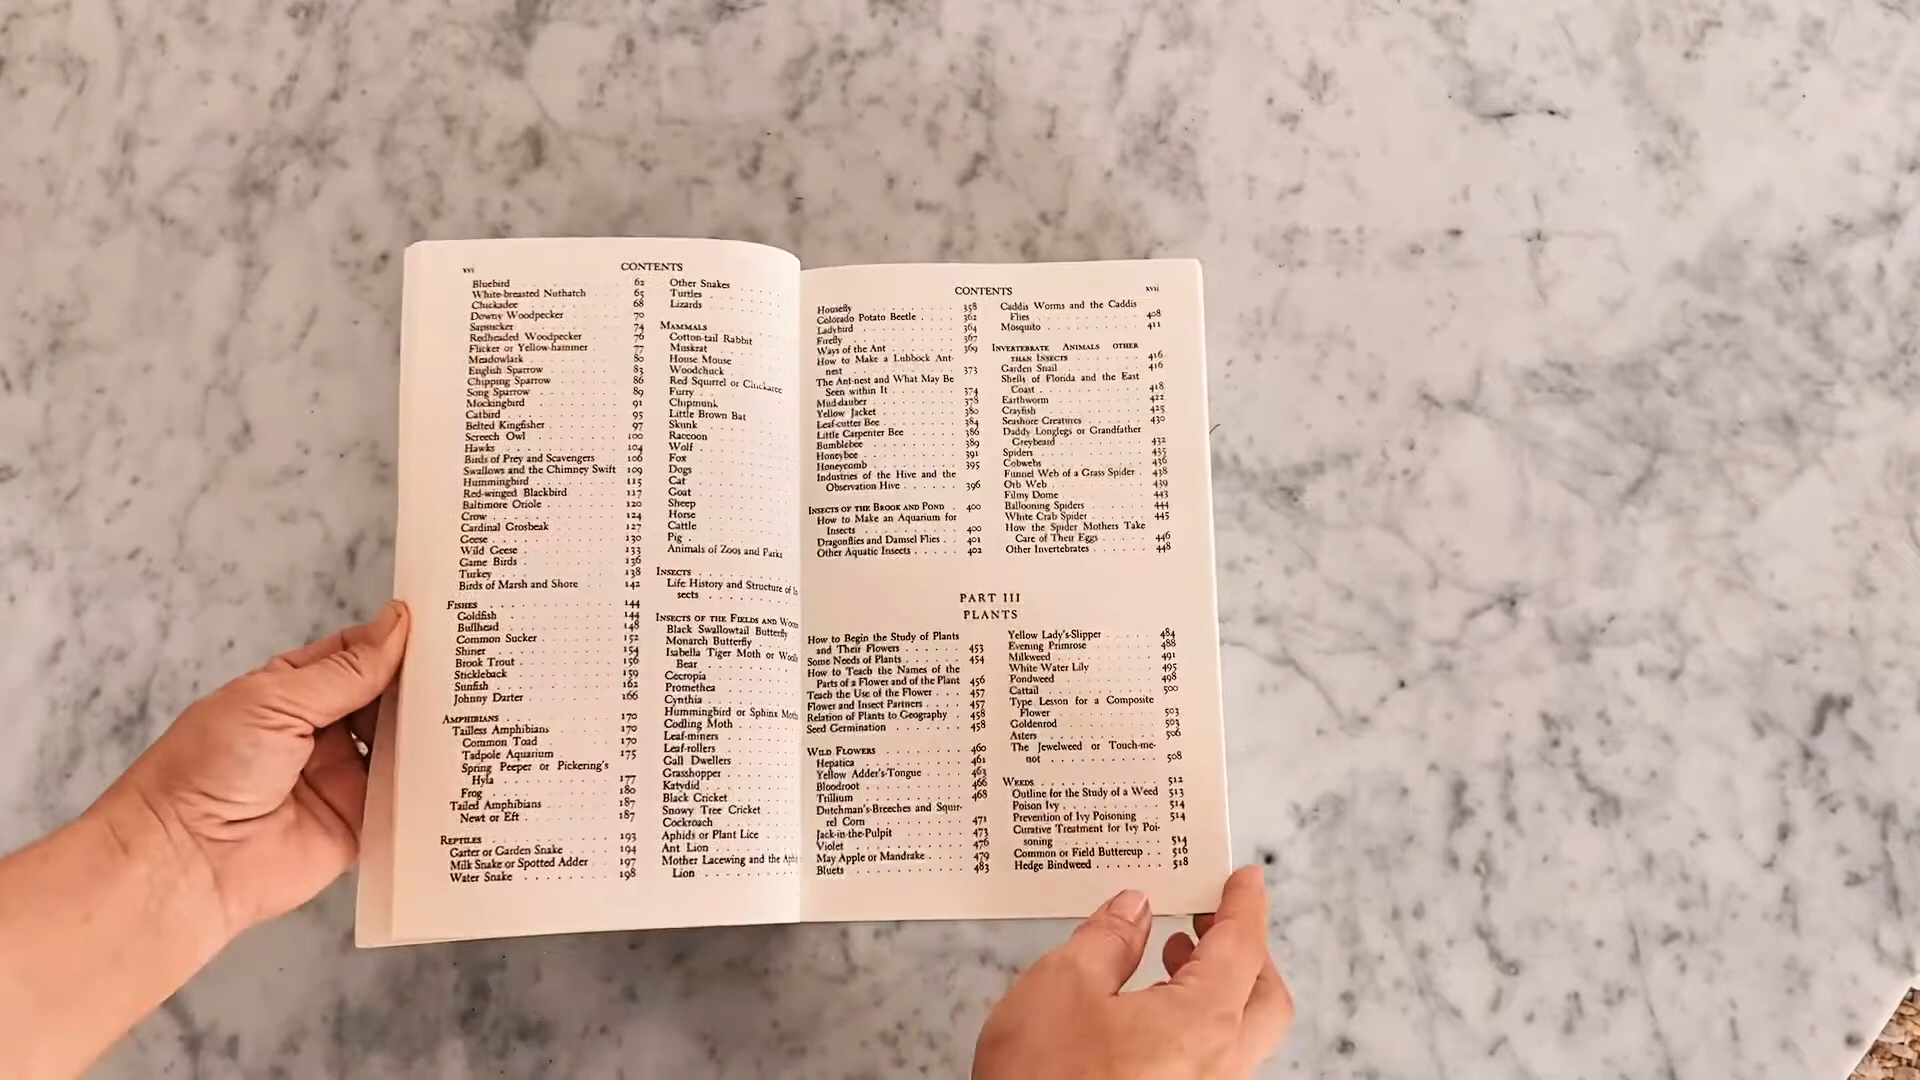 xvi CONTENTS
Bluebird . . . 62
White-breasted Nuthatch . . . 65
Chickadee . . . 68
Downy Woodpecker . . . 70
Sapsucker . . . 74
Redheaded Woodpecker . . . 76
Flicker or Yellow-hammer . . . 77
Meadowlark . . . 80
English Sparrow . . . 83
Chipping Sparrow . . . 86
Song Sparrow . . . 89
Mockingbird . . . 91
Catbird . . . 95
Belted Kingfisher . . . 97
Screech Owl . . . 100
Hawks . . . 104
Birds of Prey and Scavengers . . . 106
Swallows and the Chimney Swift 109
Hummingbird . . . 115
Red-winged Blackbird . . . 117
Baltimore Oriole . . . 120
Crow . . . 124
Cardinal Grosbeak . . . 127
Geese . . . 130
Wild Geese . . . 133
Game Birds . . . 136
Turkey . . . 138
Birds of Marsh and Shore . . . 142
FISHES . . . 144
Goldfish . . . 144
Bullhead . . . 148
Common Sucker . . . 152
Shiner . . . 154
Brook Trout . . . 156
Stickleback . . . 159
Sunfish . . . 162
Johnny Darter . . . 166
AMPHIBIANS . . . 170
Tailless Amphibians . . . 170
Common Toad . . . 170
Tadpole Aquarium . . . 175
Spring Peeper or Pickering's
Hyla . . . 177
Frog . . . 180
Tailed Amphibians . . . 187
Newt or Eft . . . 187
REPTILES . . . 193
Garter or Garden Snake . . . 194
Milk Snake or Spotted Adder . . . 197
Water Snake . . . 198
Other Snakes
Turtles
Lizards
MAMMALS
Cotton-tail Rabbit
Muskrat
House Mouse
Woodchuck
Red Squirrel or Chickaree
Furry
Chipmunk
Little Brown Bat
Skunk
Raccoon
Wolf
Fox
Dogs
Cat
Goat
Sheep
Horse
Cattle
Pig
Animals of Zoos and Parks
INSECTS
Life History and Structure of
sects
INSECTS OF THE FIELDS AND
Black Swallowtail Butterfly
Monarch Butterfly
Isabella Tiger Moth or
Bear
Cecropia
Promethea
Cynthia
Hummingbird or Sphinx
Codling Moth
Leaf-miners
Leaf-rollers
Gall Dwellers
Grasshopper
Katydid
Black Cricket
Snowy Tree Cricket
Cockroach
Aphids or Plant Lice
Ant Lion
Mother Lacewing and the
Lion
CONTENTS xvii
Housefly . . . 358
Colorado Potato Beetle . . . 362
Ladybird . . . 364
Firefly . . . 367
Ways of the Ant . . . 369
How to Make a Lubbock Ant-
nest . . . 373
The Ant-nest and What May Be
Seen within It . . . 374
Mud-dauber . . . 378
Yellow Jacket . . . 380
Leaf-cutter Bee . . . 384
Little Carpenter Bee . . . 386
Bumblebee . . . 389
Honeybee . . . 391
Honeycomb . . . 395
Industries of the Hive and the
Observation Hive . . . 396
INSECTS OF THE BROOK AND POND . 400
How to Make an Aquarium for
Insects . . . 400
Dragonflies and Damsel Flies . . 401
Other Aquatic Insects . . . 402
Caddis Worms and the Caddis
Flies . . . 408
Mosquito . . . 411
INVERTEBRATE ANIMALS OTHER
THAN INSECTS . . . 416
Garden Snail . . . 416
Shells of Florida and the East
Coast . . . 418
Earthworm . . . 422
Crayfish . . . 425
Seashore Creatures . . . 430
Daddy Longlegs or Grandfather
Greybeard . . . 432
Spiders . . . 435
Cobwebs . . . 436
Funnel Web of a Grass Spider . 438
Orb Web . . . 439
Filmy Dome . . . 443
Ballooning Spiders . . . 444
White Crab Spider . . . 445
How the Spider Mothers Take
Care of Their Eggs . . . 446
Other Invertebrates . . . 448
PART III
PLANTS
How to Begin the Study of Plants
and Their Flowers . . . 453
Some Needs of Plants . . . 454
How to Teach the Names of the
Parts of a Flower and of the Plant 456
Teach the Use of the Flower . . . 457
Flower and Insect Partners . . . 457
Relation of Plants to Geography . 458
Seed Germination . . . 458
WILD FLOWERS . . . 460
Hepatica . . . 461
Yellow Adder's-Tongue . . . 463
Bloodroot . . . 466
Trillium . . . 468
Dutchman's-Breeches and Squir-
rel Corn . . . 471
Jack-in-the-Pulpit . . . 473
Violet . . . 476
May Apple or Mandrake . . . 479
Bluets . . . 483
Yellow Lady's-Slipper . . . 484
Evening Primrose . . . 488
Milkweed . . . 491
White Water Lily . . . 495
Pondweed . . . 498
Cattail . . . 500
Type Lesson for a Composite
Flower . . . 503
Goldenrod . . . 503
Asters . . . 506
The Jewelweed or Touch-me-
not . . . 508
WEEDS . . . 512
Outline for the Study of a Weed 513
Poison Ivy . . . 514
Prevention of Ivy Poisoning . . 514
Curative Treatment for Ivy Poi-
soning . . . 514
Common or Field Buttercup . . 516
Hedge Bindweed . . . 518